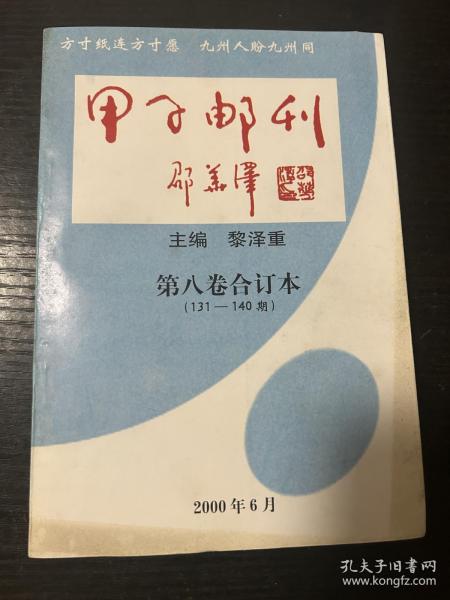 方寸纸连方寸愿 九州人盼九州同
甲子邮刊
邵华泽
主编 黎泽重
第八卷合订本
(131—140期)
2000年6月
孔夫子旧书网
www.kongfz.com